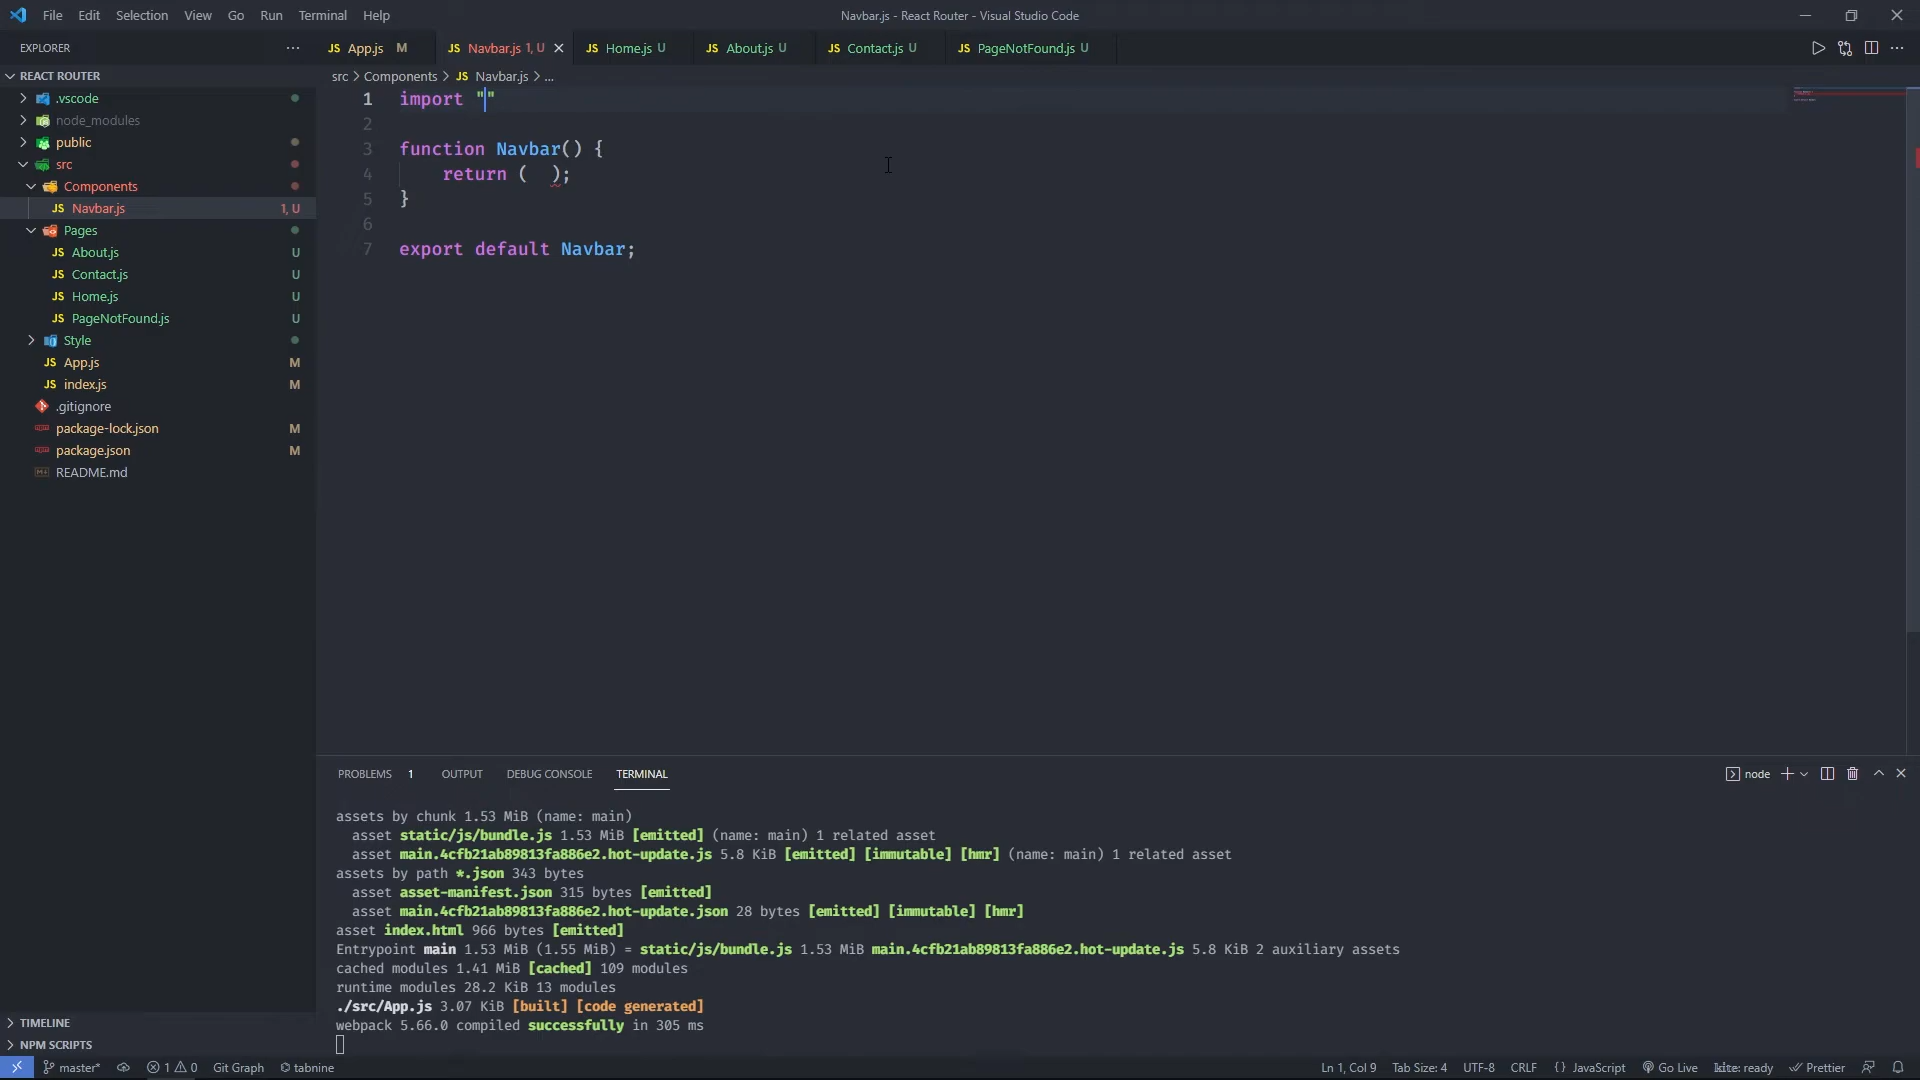 File Edit Selection View Go Run Terminal Help
Navbar.js - React Router - Visual Studio Code
EXPLORER
JS App.js M
JS Navbar.js 1, U
JS Home.js U
JS About.js U
JS Contact.js U
JS PageNotFound.js U
REACT ROUTER
.vscode
node_modules
public
src
Components
JS Navbar.js 1, U
Pages
JS About.js U
JS Contact.js U
JS Home.js U
JS PageNotFound.js U
Style
JS App.js M
JS index.js M
.gitignore
package-lock.json M
package.json M
README.md
TIMELINE
NPM SCRIPTS
src > Components > JS Navbar.js > ...
1 import ""
2
3 function Navbar() {
4 return ( );
5 }
6
7 export default Navbar;
PROBLEMS 1 OUTPUT DEBUG CONSOLE TERMINAL
node
assets by chunk 1.53 MiB (name: main)
asset static/js/bundle.js 1.53 MiB [emitted] (name: main) 1 related asset
asset main.4cfb21ab89813fa886e2.hot-update.js 5.8 KiB [emitted] [immutable] [hmr] (name: main) 1 related asset
assets by path *.json 343 bytes
asset asset-manifest.json 315 bytes [emitted]
asset main.4cfb21ab89813fa886e2.hot-update.json 28 bytes [emitted] [immutable] [hmr]
asset index.html 966 bytes [emitted]
Entrypoint main 1.53 MiB (1.55 MiB) = static/js/bundle.js 1.53 MiB main.4cfb21ab89813fa886e2.hot-update.js 5.8 KiB 2 auxiliary assets
cached modules 1.41 MiB [cached] 109 modules
runtime modules 28.2 KiB 13 modules
./src/App.js 3.07 KiB [built] [code generated]
webpack 5.66.0 compiled successfully in 305 ms
master* 1 0 Git Graph tabnine
Ln 1, Col 9 Tab Size: 4 UTF-8 CRLF {} JavaScript Go Live kite: ready Prettier